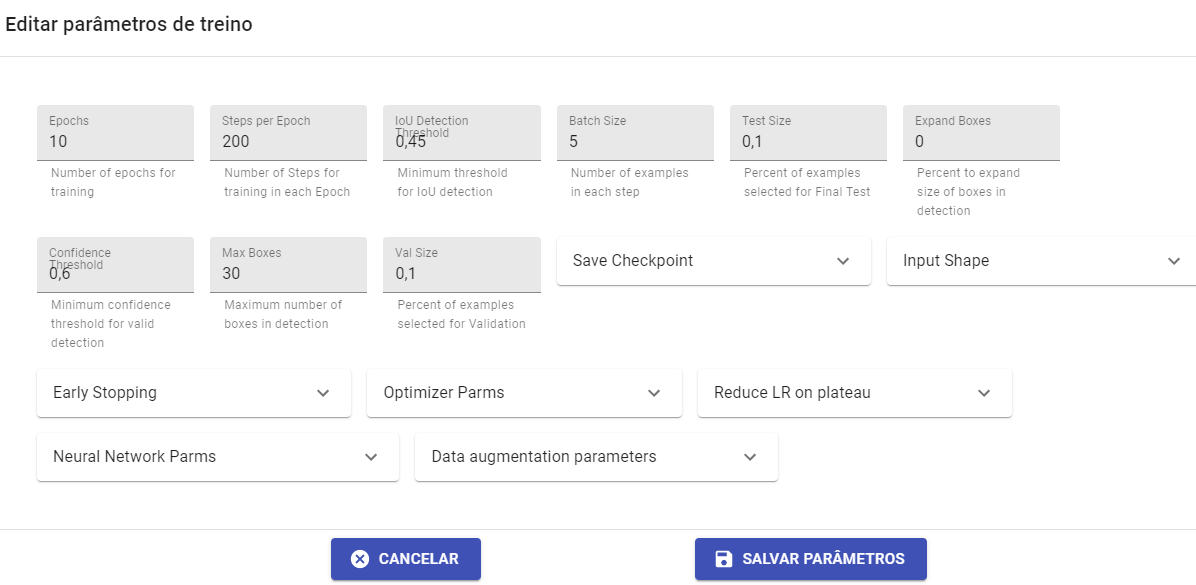 Editar parâmetros de treino
Epochs
10
Number of epochs for
training
Steps per Epoch
200
Number of Steps for
training in each Epoch
IoU Detection
Threshold
0,45
Minimum threshold
for IoU detection
Batch Size
5
Number of examples
in each step
Test Size
0,1
Percent of examples
selected for Final Test
Expand Boxes
0
Percent to expand
size of boxes in
detection
Confidence
Threshold
0,6
Minimum confidence
threshold for valid
detection
Max Boxes
30
Maximum number of
boxes in detection
Val Size
0,1
Percent of examples
selected for Validation
Save Checkpoint
Input Shape
Early Stopping
Optimizer Parms
Reduce LR on plateau
Neural Network Parms
Data augmentation parameters
CANCELAR
SALVAR PARÂMETROS